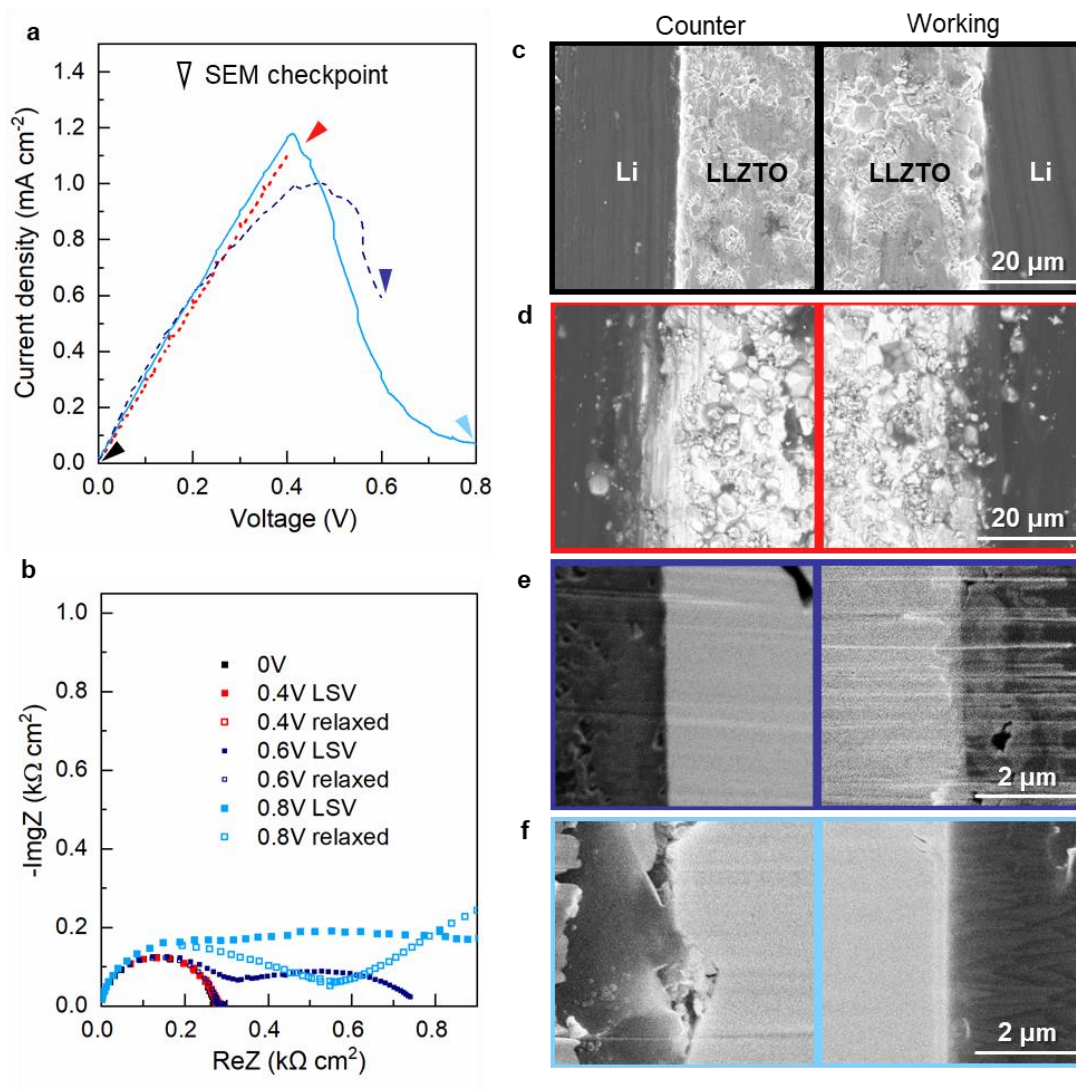 a
SEM checkpoint
Current density (mA cm-2)
1.4
1.2
1.0
0.8
0.6
0.4
0.2
0.0
0.0 0.2 0.4 0.6 0.8
Voltage (V)
b
-ImgZ (kΩ cm2)
1.0
0.8
0.6
0.4
0.2
0.0
0V
0.4V LSV
0.4V relaxed
0.6V LSV
0.6V relaxed
0.8V LSV
0.8V relaxed
0.0 0.2 0.4 0.6 0.8
ReZ (kΩ cm2)
Counter Working
c
Li LLZTO LLZTO Li
20 µm
d
20 µm
e
2 µm
f
2 µm